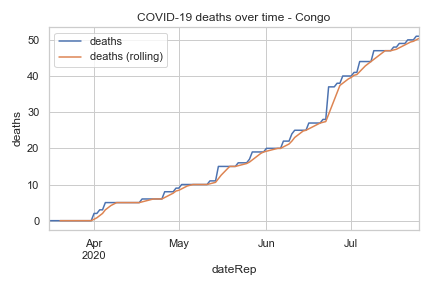 COVID-19 deaths over time - Congo
deaths
deaths (rolling)
deaths
50
40
30
20
10
0
Apr
2020
May
Jun
Jul
dateRep